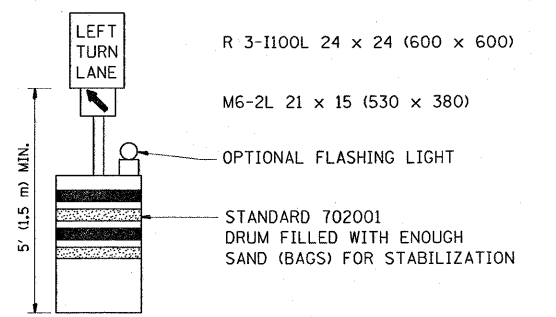 LEFT
TURN
LANE
R 3-I100L 24 x 24 (600 x 600)
M6-2L 21 x 15 (530 x 380)
5' (1.5 m) MIN.
OPTIONAL FLASHING LIGHT
STANDARD 702001
DRUM FILLED WITH ENOUGH
SAND (BAGS) FOR STABILIZATION